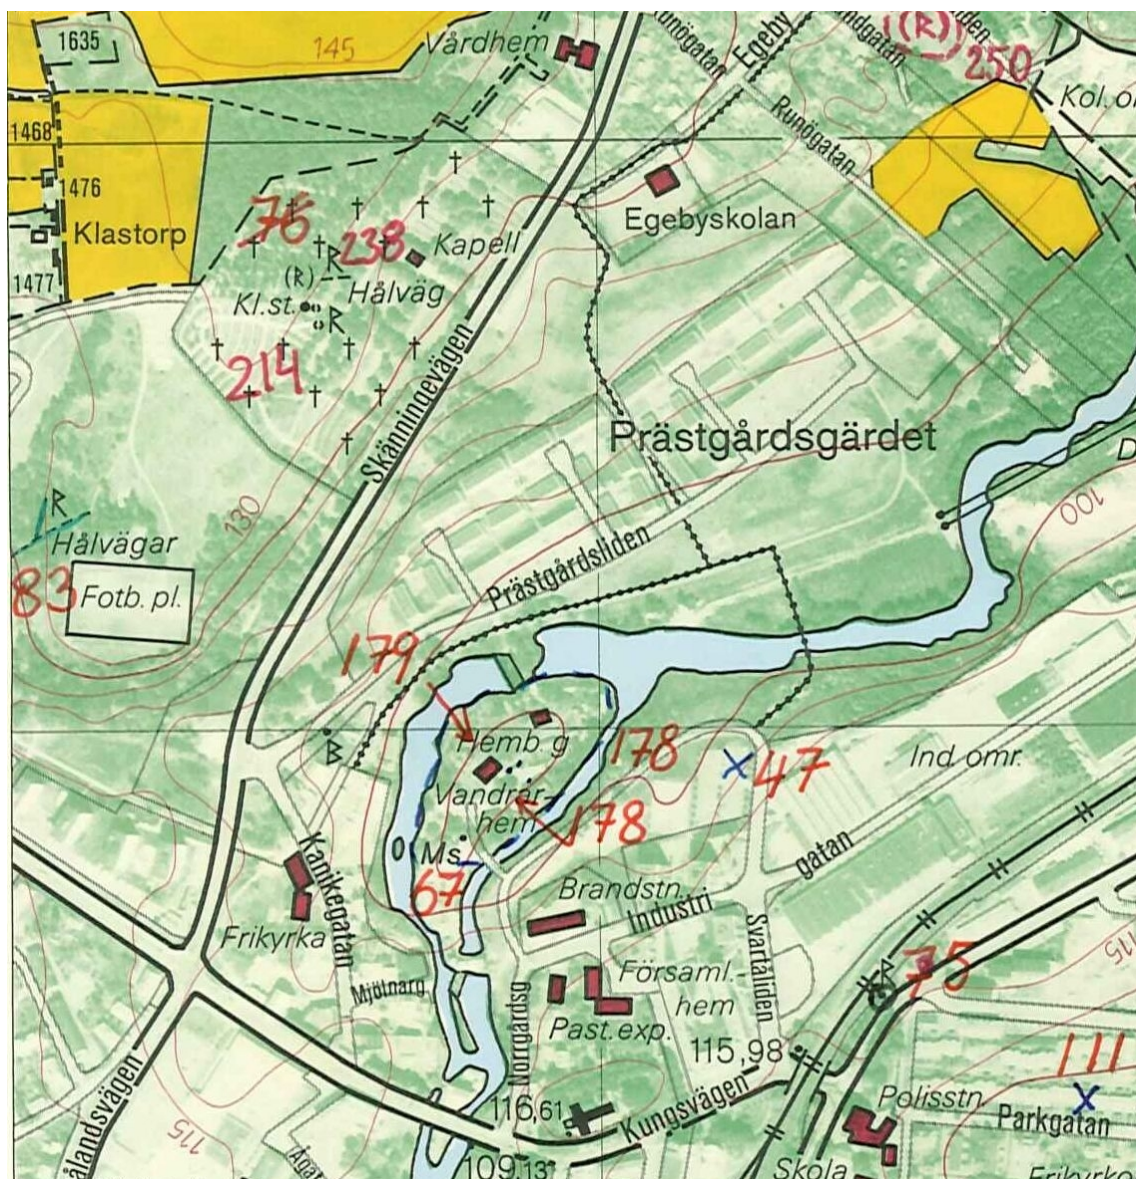 1635
145
Vårdhem
Runögatan
Egeby
(R)
250
Kol.
1468
1476
Klastorp
1477
Runögatan
Egebyskolan
76
238
R
Kapell
(R)
Hålväg
Kl.st.
R
214
Skänningevägen
Prästgårdsgärdet
130
100
R
Hålvägar
83
Fotb. pl.
Prästgårdsliden
179
R
Hemb. g
178
47
Ind. omr.
Vandrar-
hem
178
Ms
67
Kanikegatan
Frikyrka
Brandstn.
Industri
gatan
Svartåliden
115
75
R
Mjölnarg
Norrgårdsg
Församl.-
hem
Past.exp.
115,98
111
ålandsvägen
115
116,61
Kungsvägen
Polisstn.
Parkgatan
109,13
Skola
Frikyrko